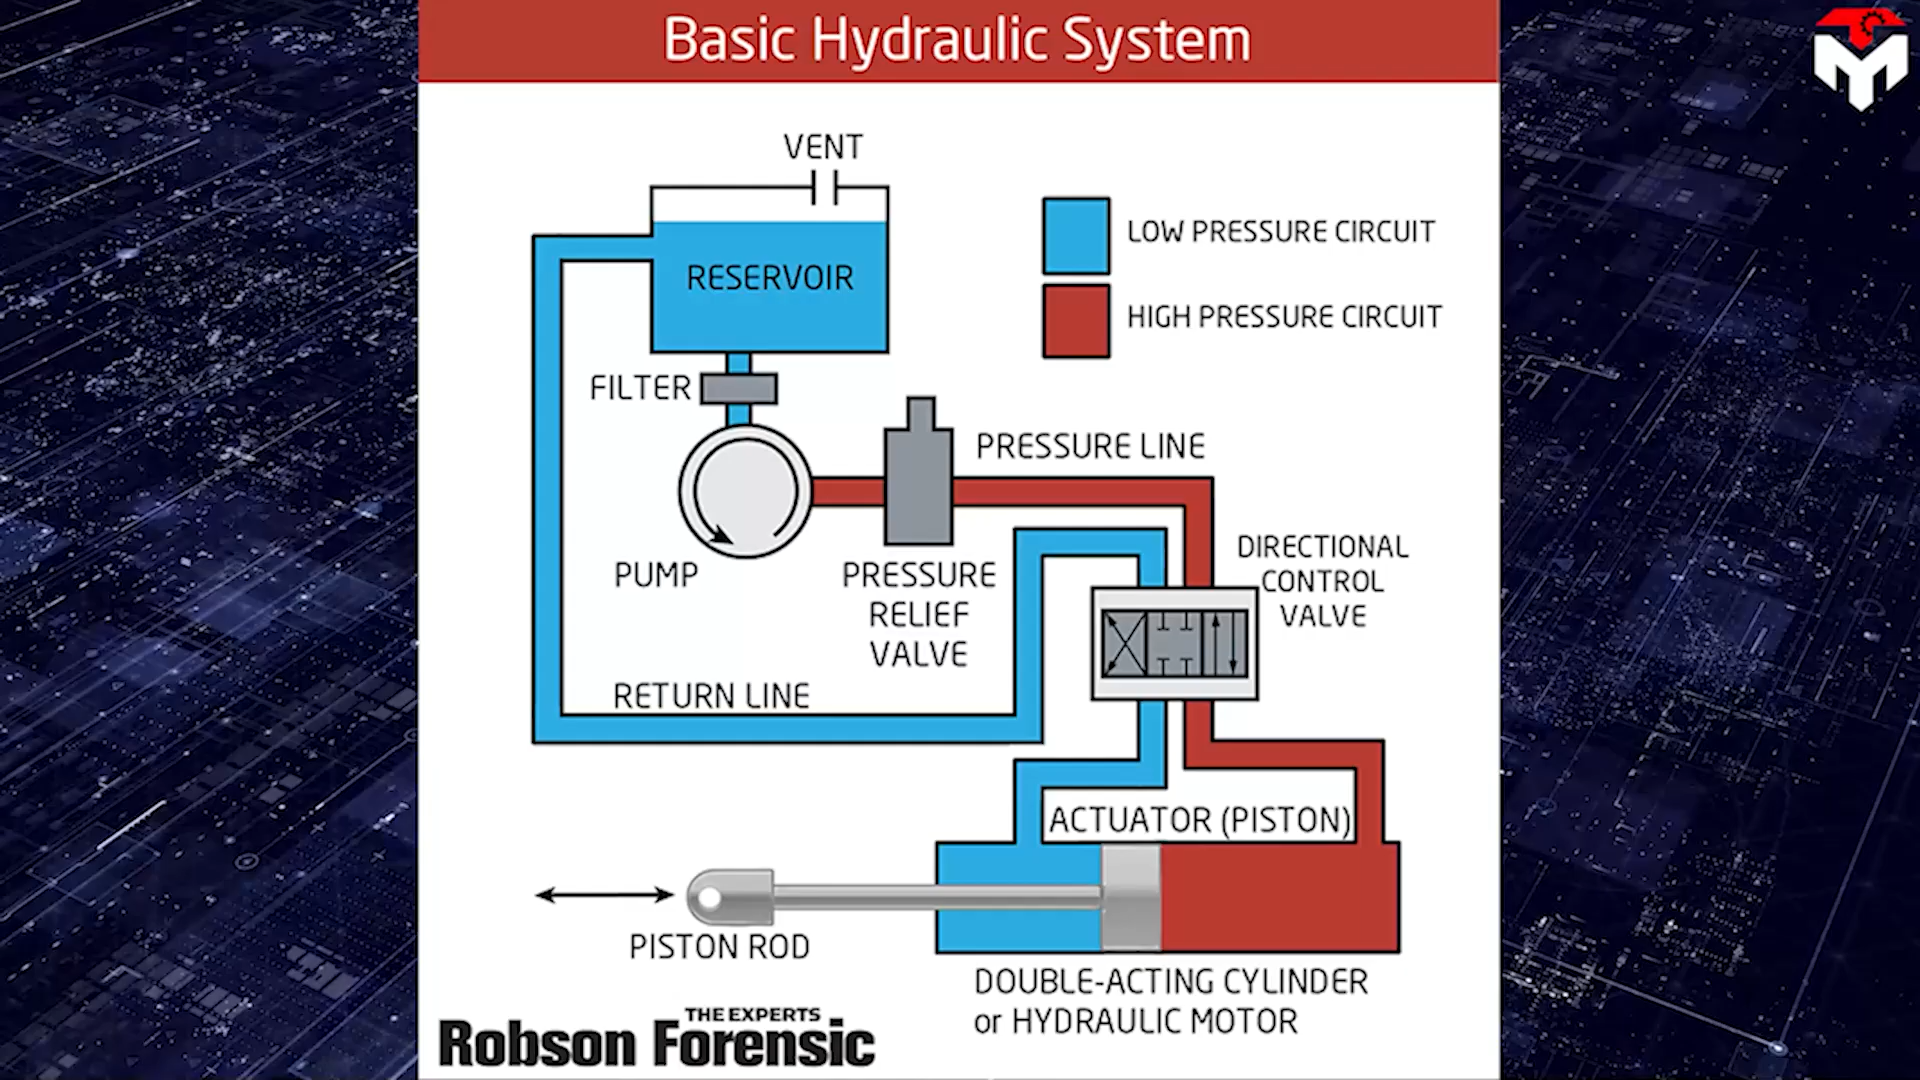 Basic Hydraulic System
VENT
LOW PRESSURE CIRCUIT
RESERVOIR
HIGH PRESSURE CIRCUIT
FILTER
PRESSURE LINE
DIRECTIONAL
CONTROL
VALVE
PUMP
PRESSURE
RELIEF
VALVE
RETURN LINE
ACTUATOR (PISTON)
PISTON ROD
DOUBLE-ACTING CYLINDER
or HYDRAULIC MOTOR
THE EXPERTS
Robson Forensic